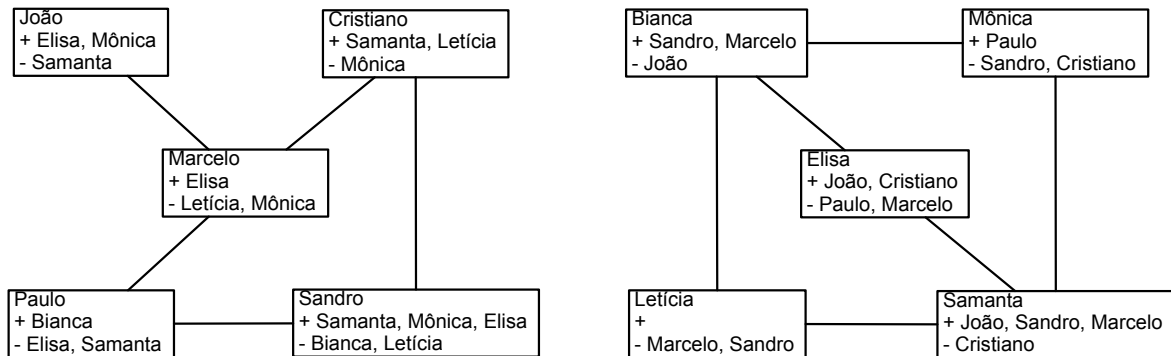 João
+ Elisa, Mônica
- Samanta
Cristiano
+ Samanta, Letícia
- Mônica
Marcelo
+ Elisa
- Letícia, Mônica
Paulo
+ Bianca
- Elisa, Samanta
Sandro
+ Samanta, Mônica, Elisa
- Bianca, Letícia
Bianca
+ Sandro, Marcelo
- João
Mônica
+ Paulo
- Sandro, Cristiano
Elisa
+ João, Cristiano
- Paulo, Marcelo
Letícia
+
- Marcelo, Sandro
Samanta
+ João, Sandro, Marcelo
- Cristiano